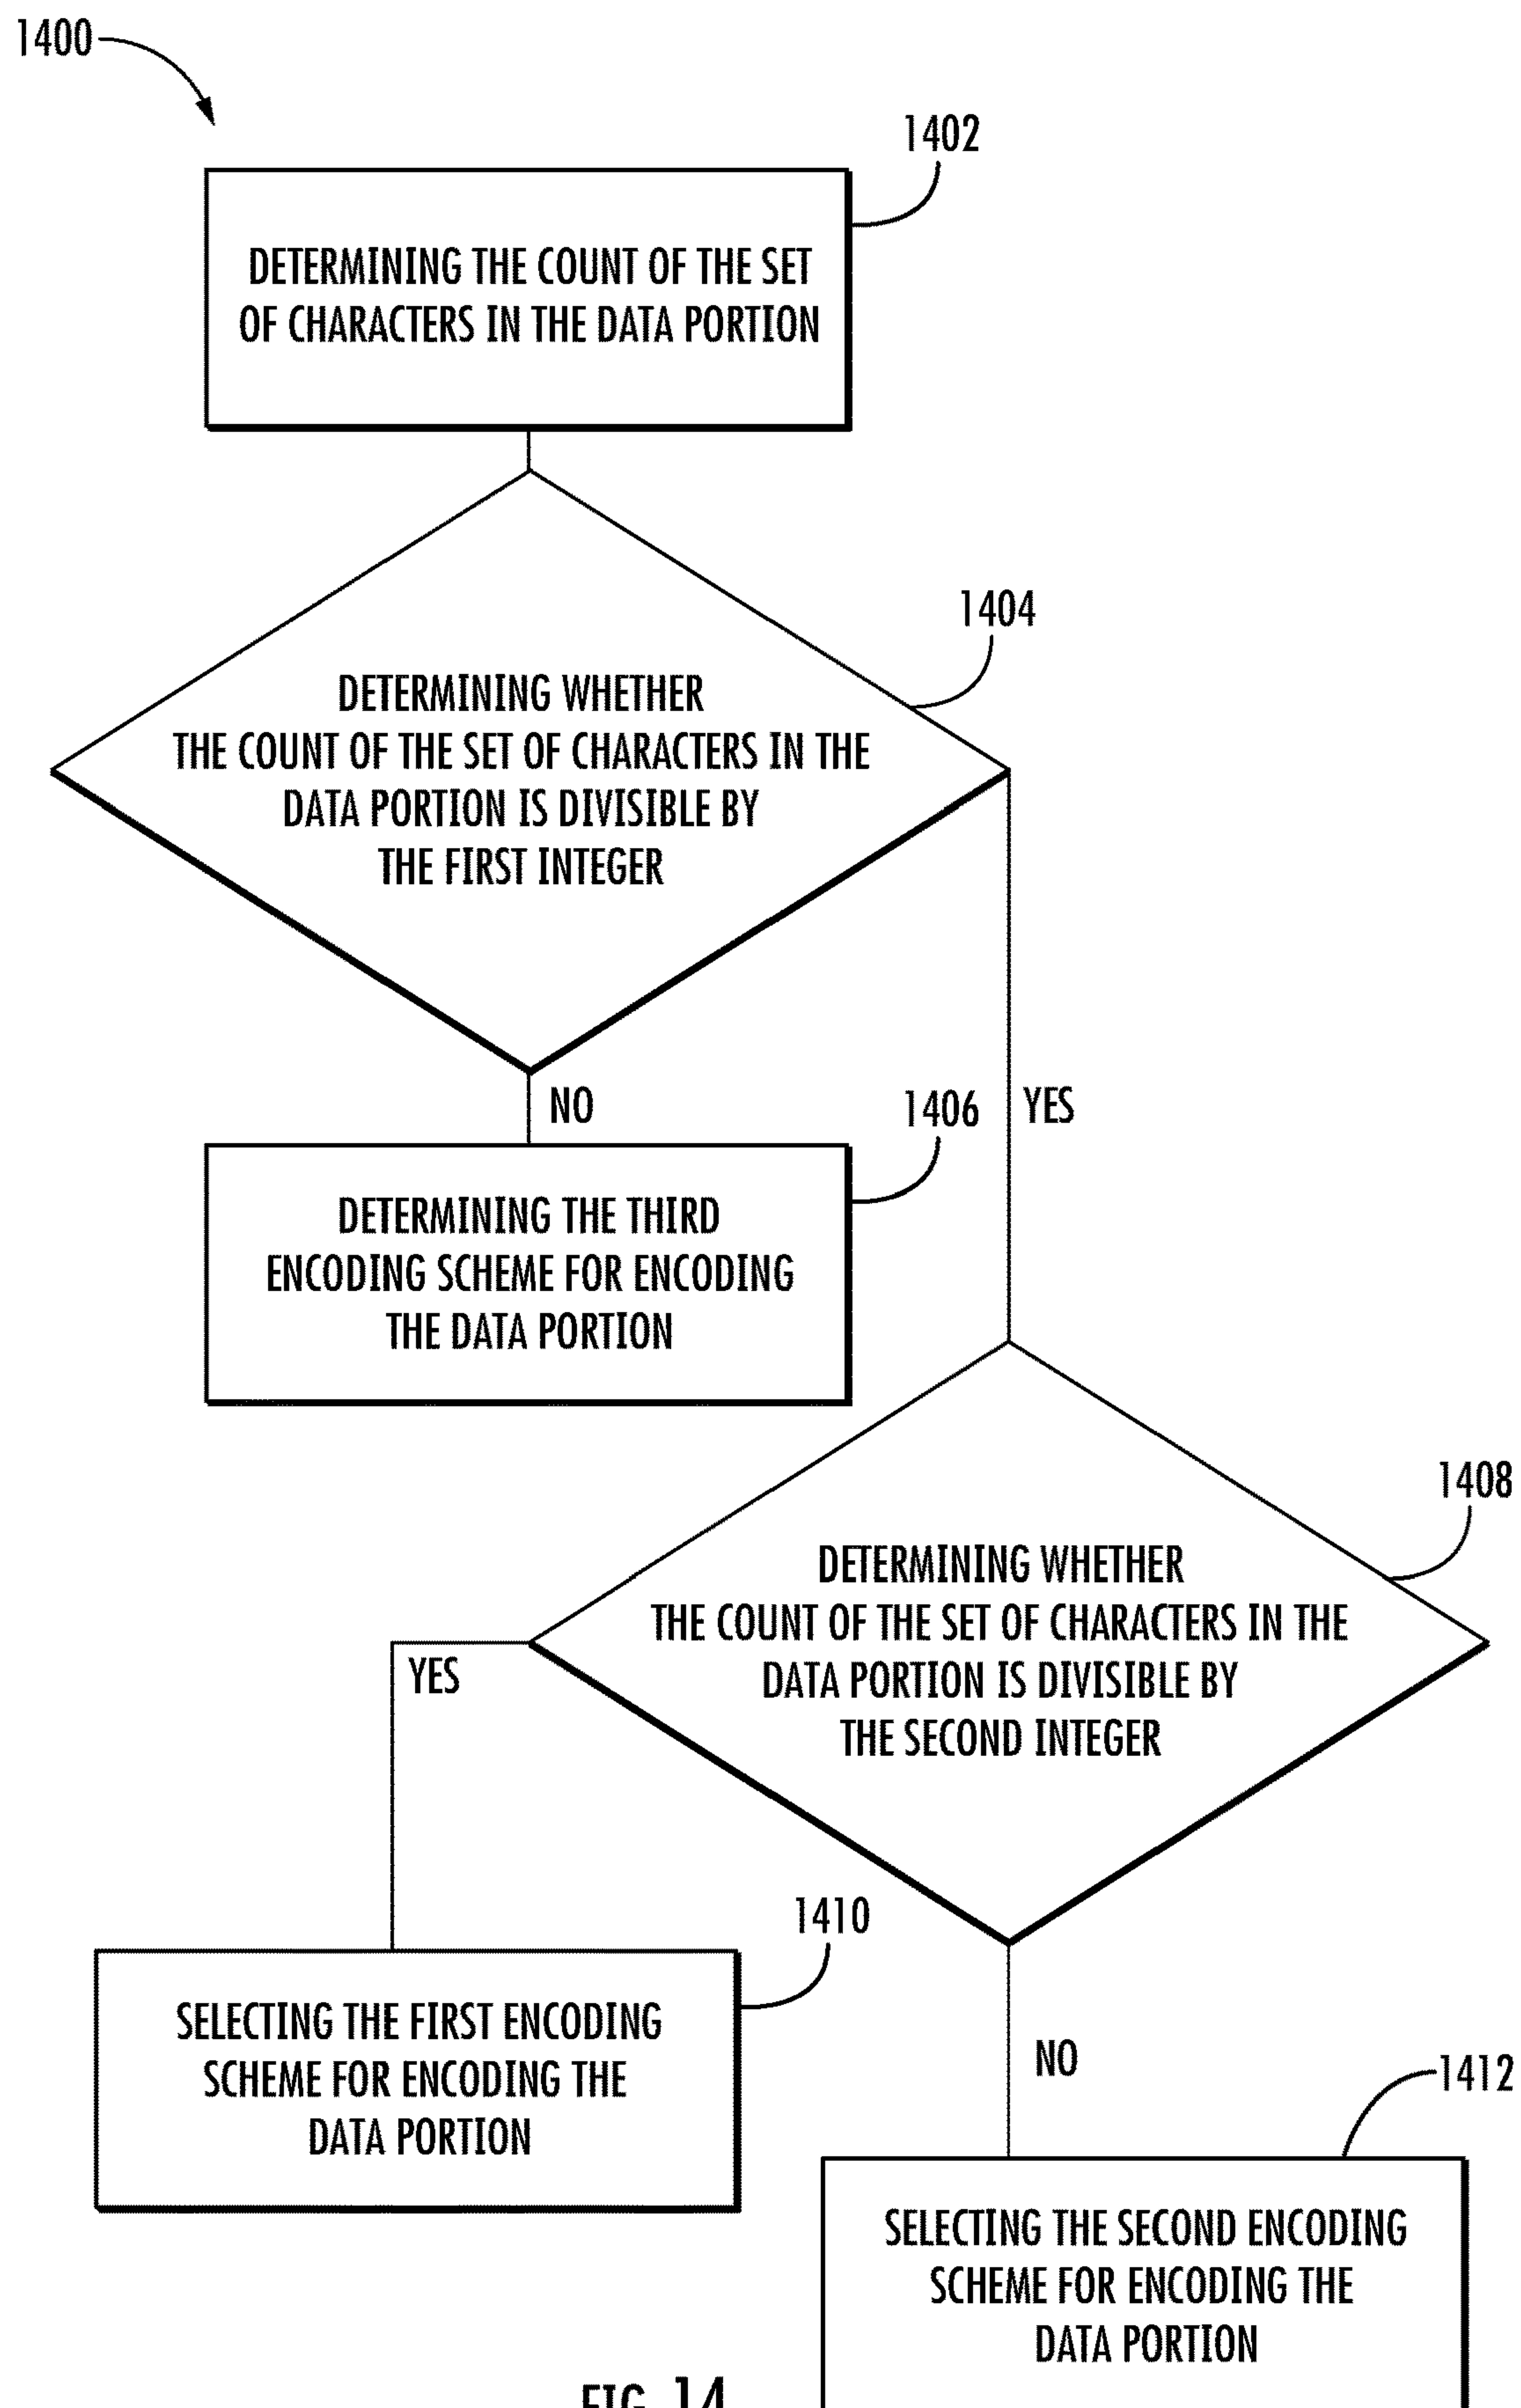 1400
1402
DETERMINING THE COUNT OF THE SET
OF CHARACTERS IN THE DATA PORTION
1404
DETERMINING WHETHER
THE COUNT OF THE SET OF CHARACTERS IN THE
DATA PORTION IS DIVISIBLE BY
THE FIRST INTEGER
NO
1406
YES
DETERMINING THE THIRD
ENCODING SCHEME FOR ENCODING
THE DATA PORTION
1408
DETERMINING WHETHER
THE COUNT OF THE SET OF CHARACTERS IN THE
DATA PORTION IS DIVISIBLE BY
THE SECOND INTEGER
YES
1410
SELECTING THE FIRST ENCODING
SCHEME FOR ENCODING THE
DATA PORTION
NO
1412
SELECTING THE SECOND ENCODING
SCHEME FOR ENCODING THE
DATA PORTION
FIG. 14